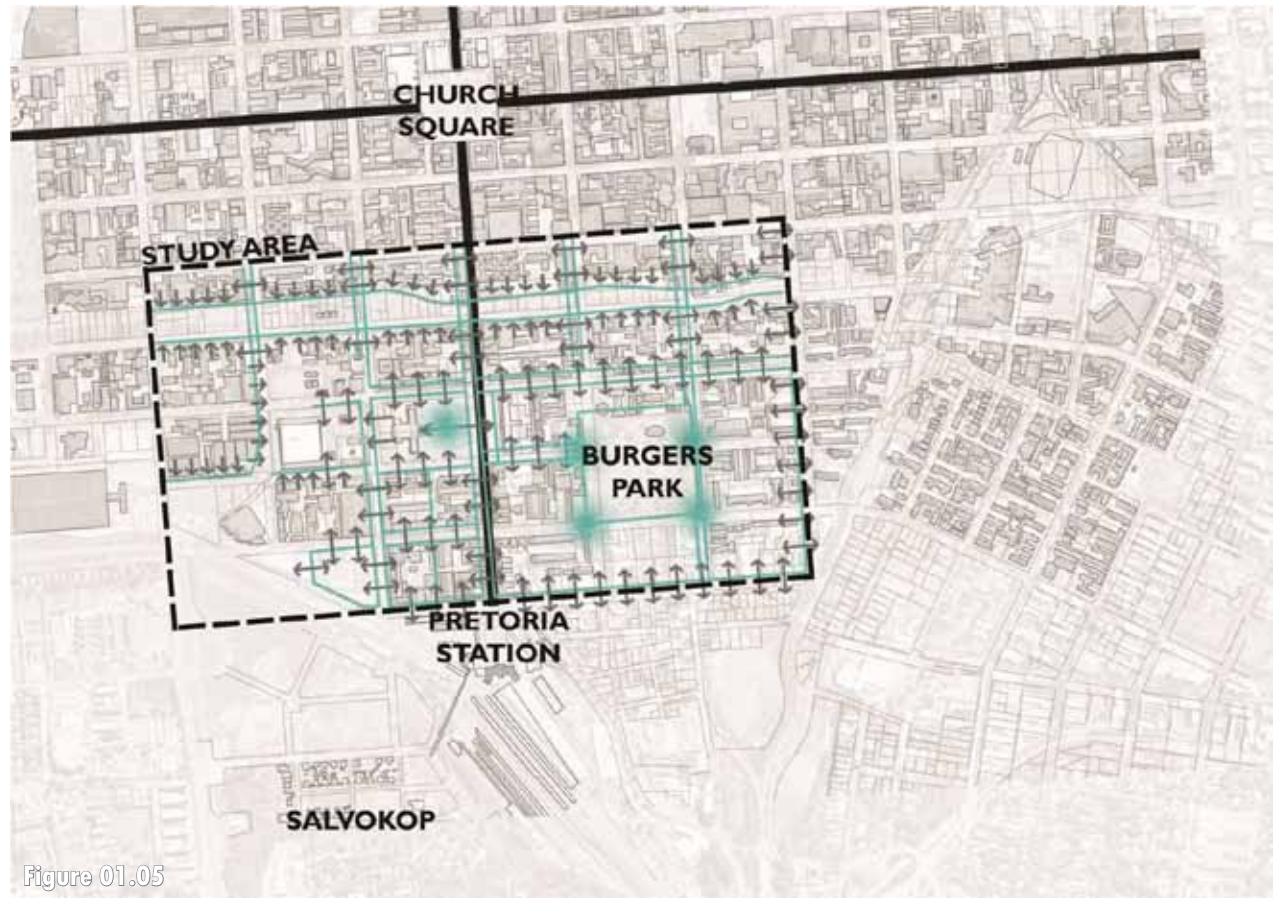 CHURCH
SQUARE
STUDY AREA
BURGERS
PARK
PRETORIA
STATION
SALVOKOP
Figure 01.05